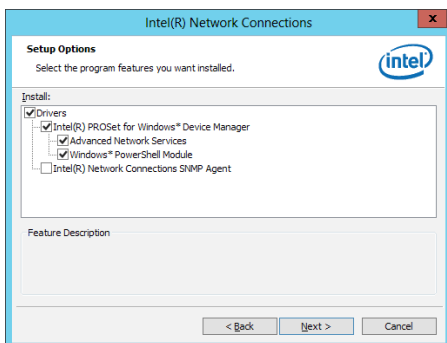 Intel(R) Network Connections
x
Setup Options
Select the program features you want installed.
intel
Install:
Drivers
Intel(R) PROSet for Windows* Device Manager
Advanced Network Services
Windows* PowerShell Module
Intel(R) Network Connections SNMP Agent
Feature Description
< Back
Next >
Cancel